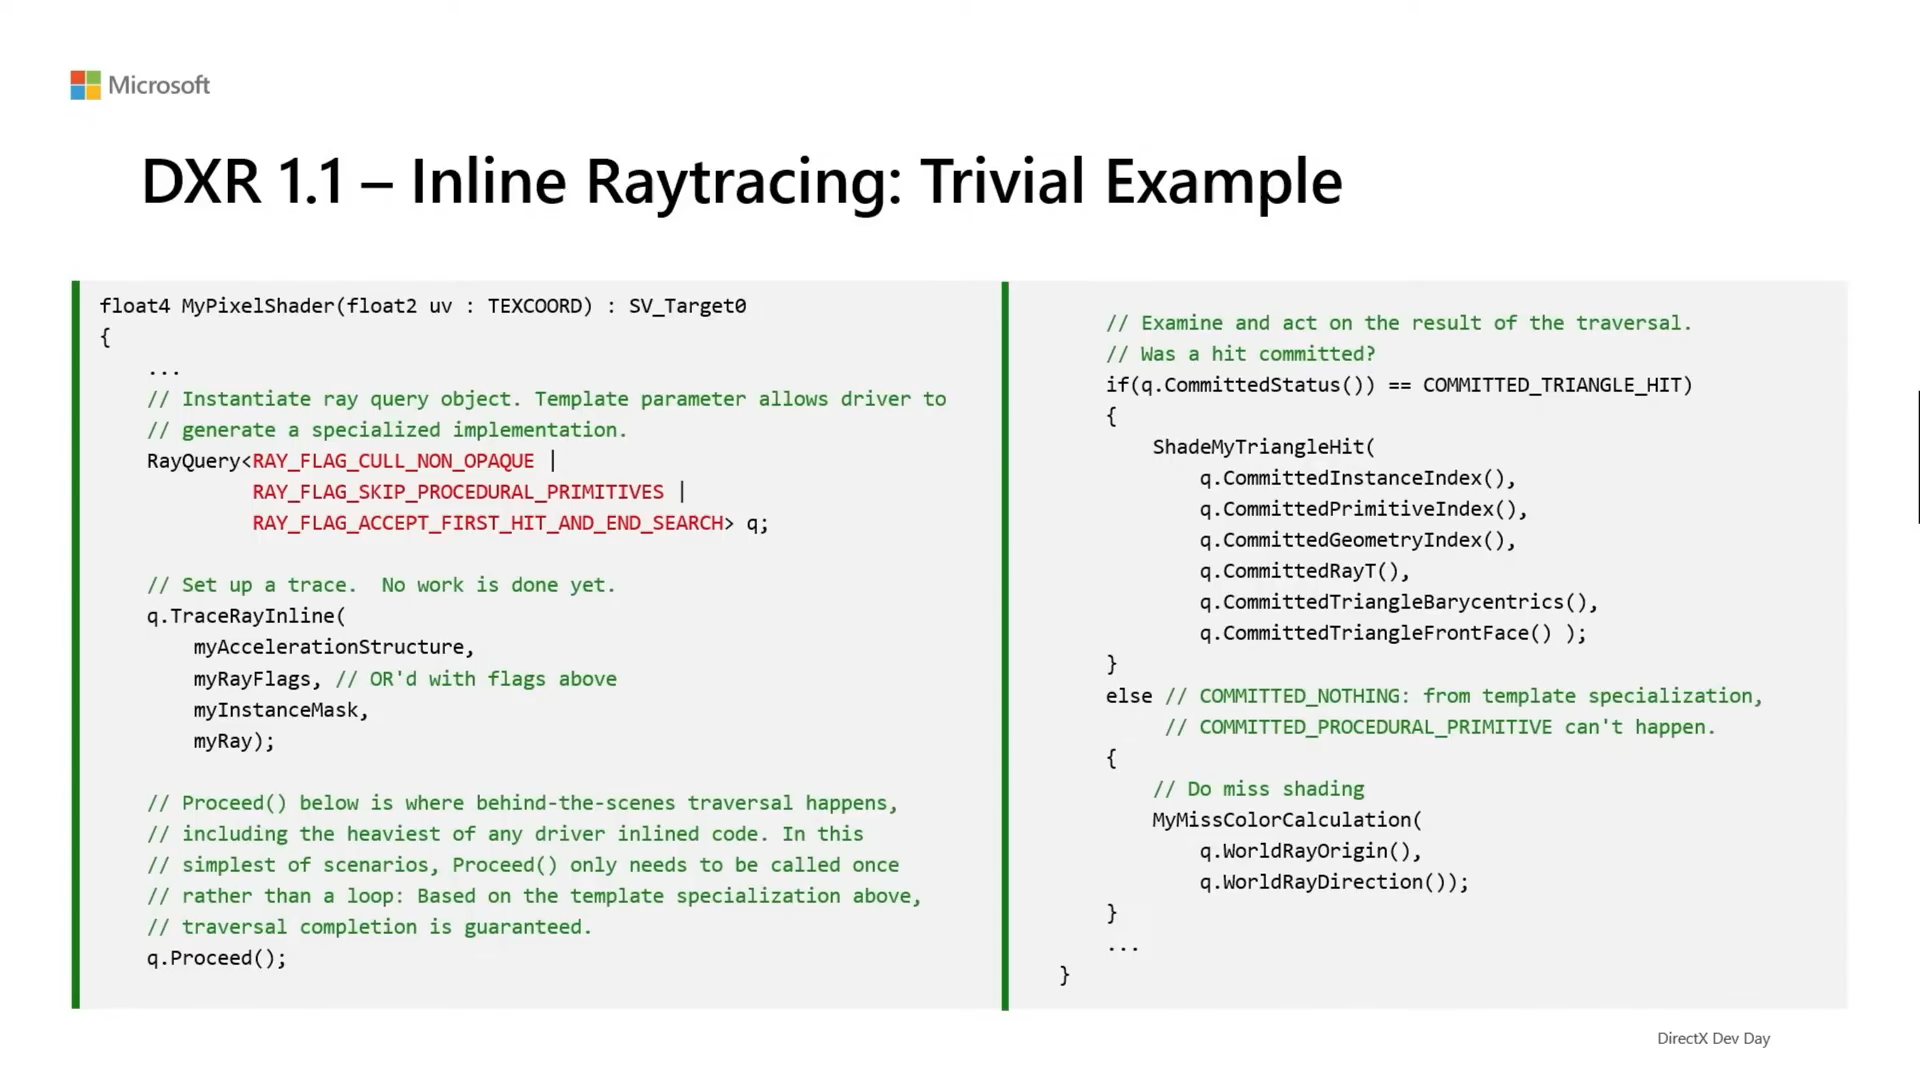 Microsoft
DXR 1.1 – Inline Raytracing: Trivial Example
float4 MyPixelShader(float2 uv : TEXCOORD) : SV_Target0
{
    ...
    // Instantiate ray query object. Template parameter allows driver to
    // generate a specialized implementation.
    RayQuery<RAY_FLAG_CULL_NON_OPAQUE |
             RAY_FLAG_SKIP_PROCEDURAL_PRIMITIVES |
             RAY_FLAG_ACCEPT_FIRST_HIT_AND_END_SEARCH> q;
    // Set up a trace.  No work is done yet.
    q.TraceRayInline(
        myAccelerationStructure,
        myRayFlags, // OR'd with flags above
        myInstanceMask,
        myRay);
    // Proceed() below is where behind-the-scenes traversal happens,
    // including the heaviest of any driver inlined code. In this
    // simplest of scenarios, Proceed() only needs to be called once
    // rather than a loop: Based on the template specialization above,
    // traversal completion is guaranteed.
    q.Proceed();
    // Examine and act on the result of the traversal.
    // Was a hit committed?
    if(q.CommittedStatus()) == COMMITTED_TRIANGLE_HIT)
    {
        ShadeMyTriangleHit(
            q.CommittedInstanceIndex(),
            q.CommittedPrimitiveIndex(),
            q.CommittedGeometryIndex(),
            q.CommittedRayT(),
            q.CommittedTriangleBarycentrics(),
            q.CommittedTriangleFrontFace() );
    }
    else // COMMITTED_NOTHING: from template specialization,
         // COMMITTED_PROCEDURAL_PRIMITIVE can't happen.
    {
        // Do miss shading
        MyMissColorCalculation(
            q.WorldRayOrigin(),
            q.WorldRayDirection());
    }
    ...
}
DirectX Dev Day